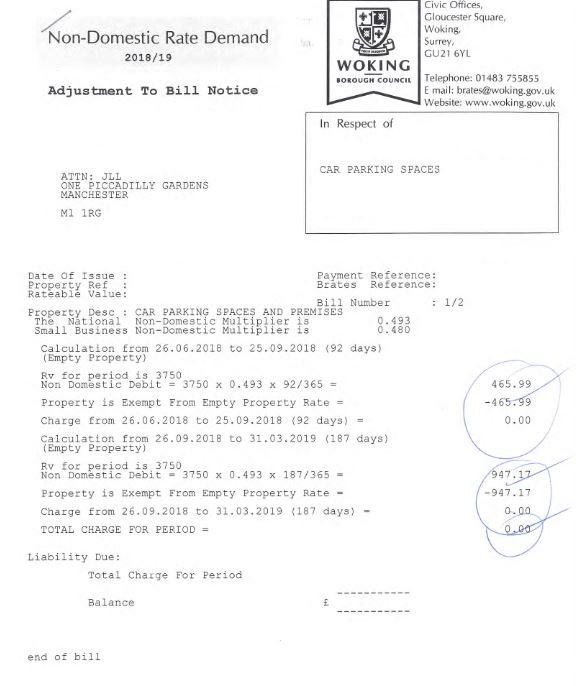 Non-Domestic Rate Demand
2018/19
Adjustment To Bill Notice
WOKING
BOROUGH COUNCIL
Civic Offices,
Gloucester Square,
Woking,
Surrey,
GU21 6YL
Telephone: 01483 755855
E mail: brates@woking.gov.uk
Website: www.woking.gov.uk
In Respect of
CAR PARKING SPACES
ATTN: JLL
ONE PICCADILLY GARDENS
MANCHESTER
M1 1RG
Date Of Issue :
Property Ref :
Rateable Value:
Payment Reference:
Brates Reference:
Bill Number : 1/2
Property Desc : CAR PARKING SPACES AND PREMISES
The National Non-Domestic Multiplier is 0.493
Small Business Non-Domestic Multiplier is 0.480
Calculation from 26.06.2018 to 25.09.2018 (92 days)
(Empty Property)
Rv for period is 3750
Non Domestic Debit = 3750 x 0.493 x 92/365 = 465.99
Property is Exempt From Empty Property Rate = -465.99
Charge from 26.06.2018 to 25.09.2018 (92 days) = 0.00
Calculation from 26.09.2018 to 31.03.2019 (187 days)
(Empty Property)
Rv for period is 3750
Non Domestic Debit = 3750 x 0.493 x 187/365 = 947.17
Property is Exempt From Empty Property Rate = -947.17
Charge from 26.09.2018 to 31.03.2019 (187 days) = 0.00
TOTAL CHARGE FOR PERIOD = 0.00
Liability Due:
Total Charge For Period
Balance £
end of bill